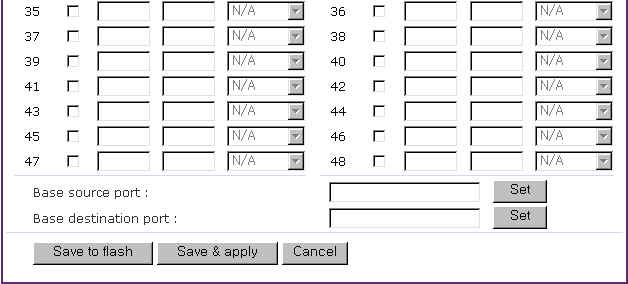 35 N/A 36 N/A
37 N/A 38 N/A
39 N/A 40 N/A
41 N/A 42 N/A
43 N/A 44 N/A
45 N/A 46 N/A
47 N/A 48 N/A
Base source port : Set
Base destination port : Set
Save to flash Save & apply Cancel